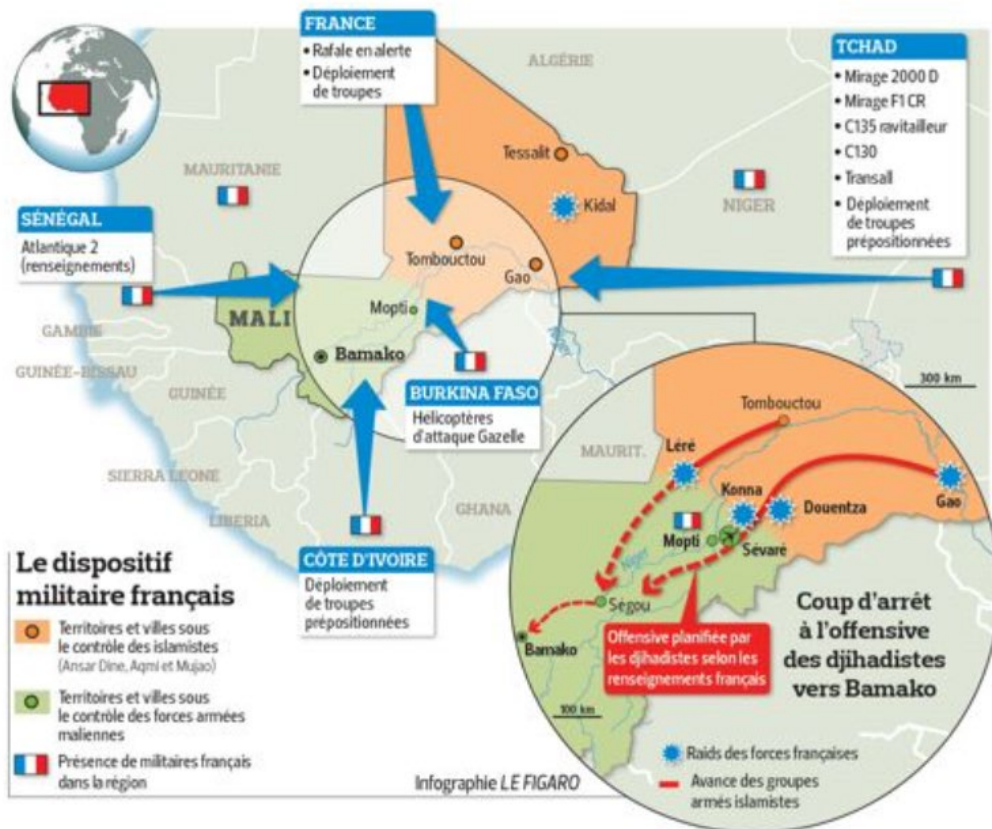 FRANCE
• Rafale en alerte
• Déploiement
de troupes
TCHAD
• Mirage 2000 D
• Mirage F1 CR
• C135 ravitailleur
• C130
• Transall
• Déploiement
de troupes
prépositionnées
ALGÉRIE
MAURITANIE
NIGER
Tessalit
Kidal
SÉNÉGAL
Atlantique 2
(renseignements)
Tombouctou
Gao
Mopti
MALI
Bamako
GAMBIE
GUINÉE-BISSAU
GUINÉE
SIERRA LEONE
LIBERIA
GHANA
BURKINA FASO
Hélicoptères
d'attaque Gazelle
CÔTE D'IVOIRE
Déploiement
de troupes
prépositionnées
300 km
Tombouctou
MAURIT.
Léré
Konna
Douentza
Gao
Mopti
Sévaré
Niger
Ségou
Bamako
Offensive planifiée par
les djihadistes selon les
renseignements français
100 km
Coup d'arrêt
à l'offensive
des djihadistes
vers Bamako
Raids des forces françaises
Avance des groupes
armés islamistes
Le dispositif
militaire français
Territoires et villes sous
le contrôle des islamistes
(Ansar Dine, Aqmi et Mujao)
Territoires et villes sous
le contrôle des forces armées
maliennes
Présence de militaires français
dans la région
Infographie LE FIGARO